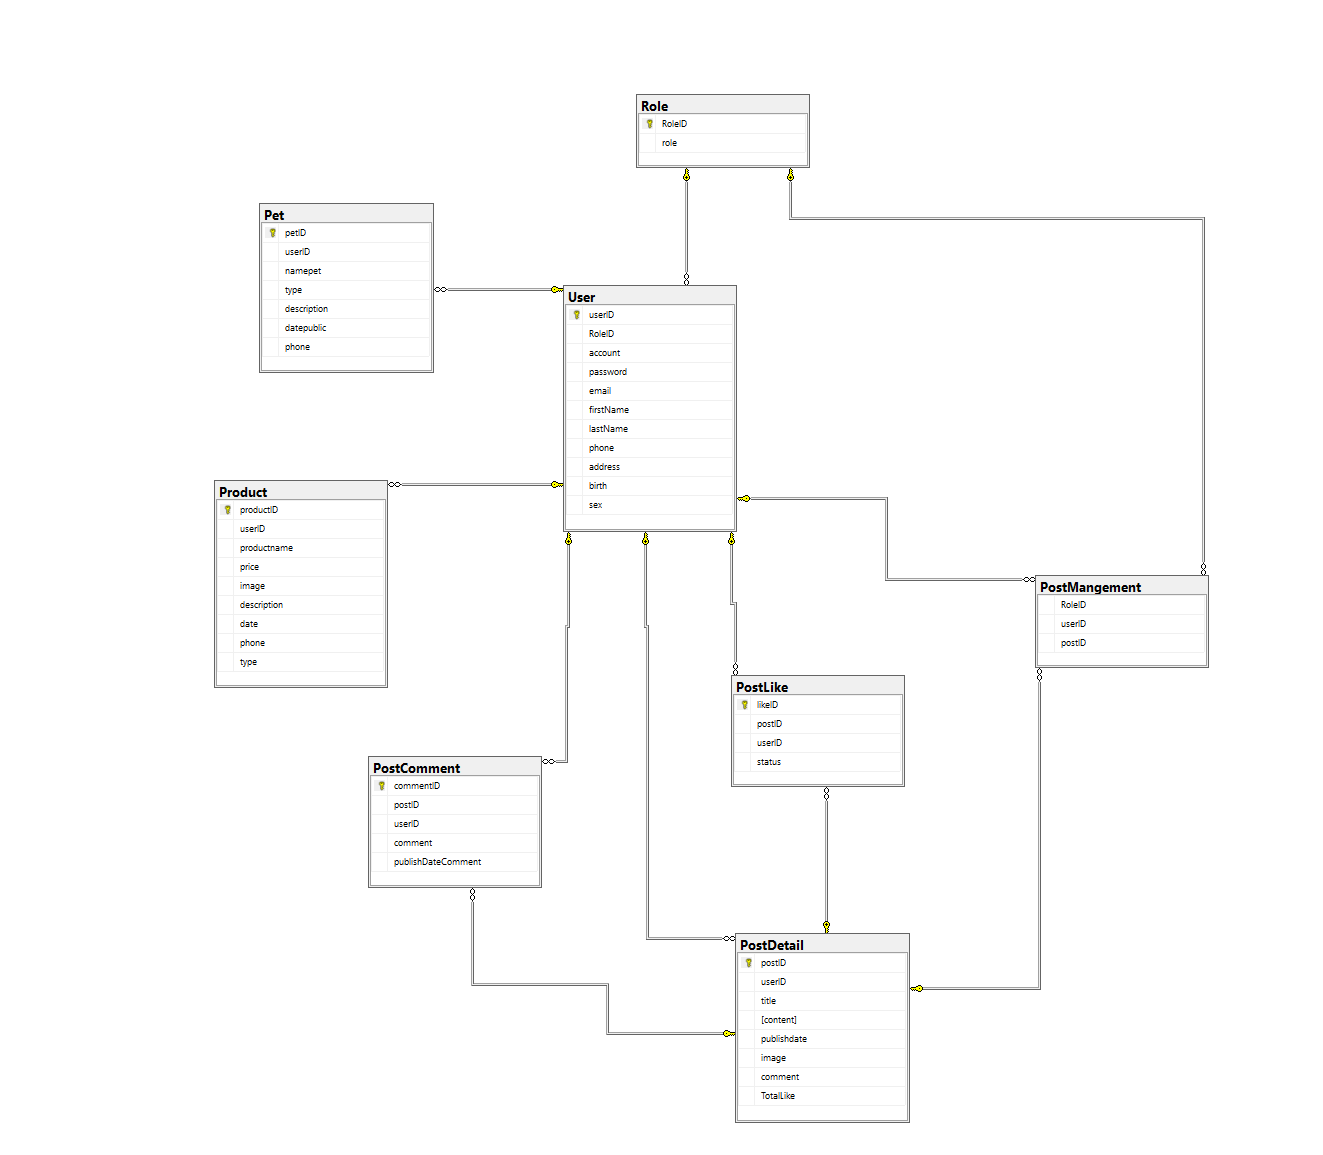 Role
RoleID
role
Pet
petID
userID
namepet
type
description
datepublic
phone
User
userID
RoleID
account
password
email
firstName
lastName
phone
address
birth
sex
Product
productID
userID
productname
price
image
description
date
phone
type
PostMangement
RoleID
userID
postID
PostLike
likeID
postID
userID
status
PostComment
commentID
postID
userID
comment
publishDateComment
PostDetail
postID
userID
title
[content]
publishdate
image
comment
TotalLike